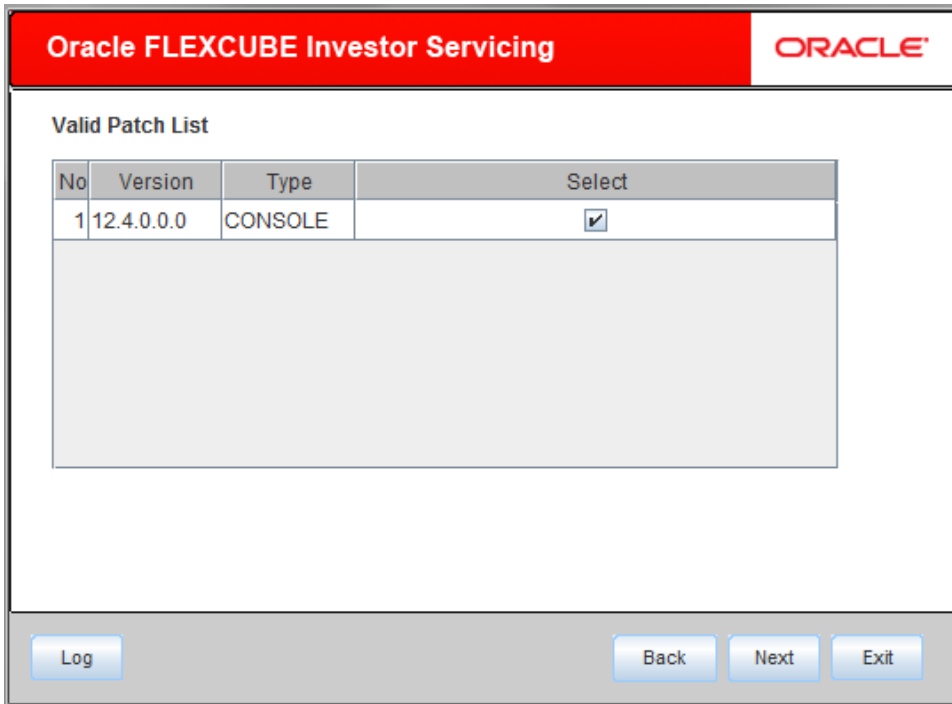 Oracle FLEXCUBE Investor Servicing ORACLE
Valid Patch List
No Version Type Select
1 12.4.0.0.0 CONSOLE
Log Back Next Exit